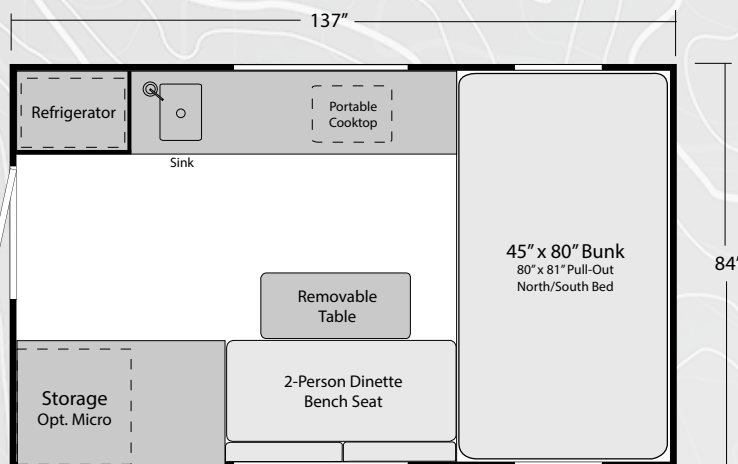 137”
Refrigerator
Portable
Cooktop
Sink
45” x 80” Bunk
80” x 81” Pull-Out
North/South Bed
84”
Removable
Table
2-Person Dinette
Bench Seat
Storage
Opt. Micro